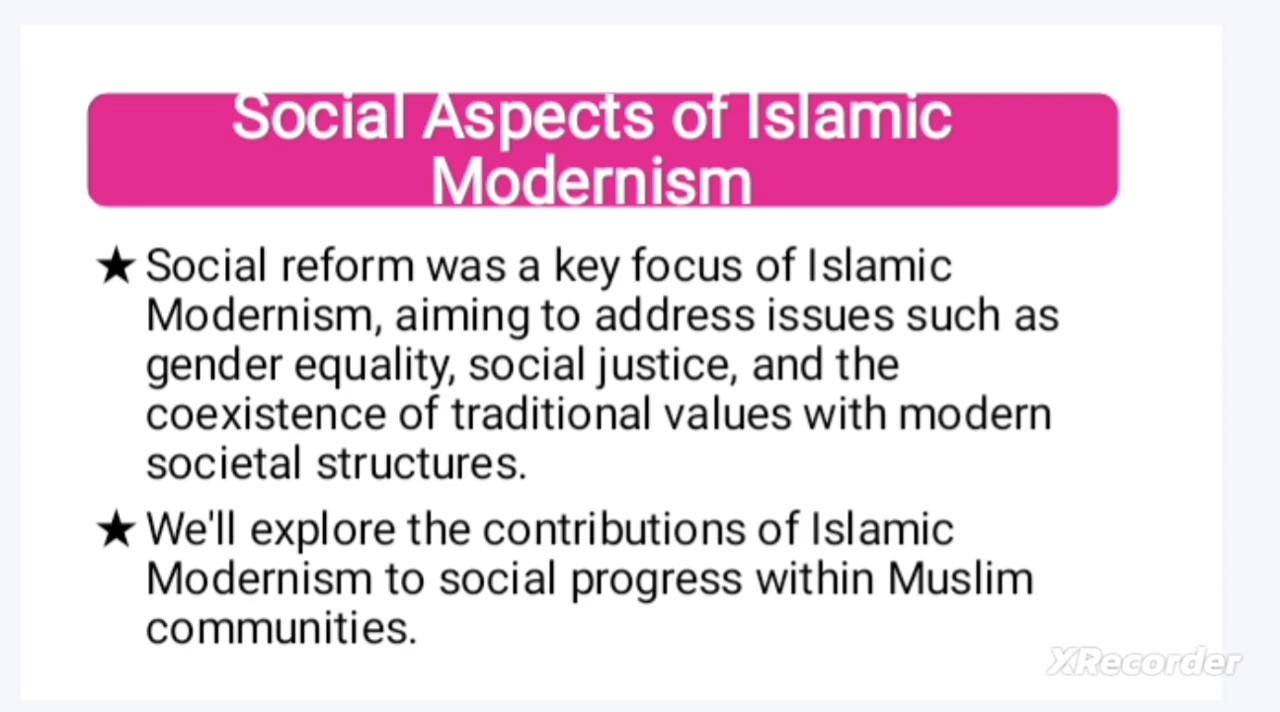 Social Aspects of Islamic
Modernism
★ Social reform was a key focus of Islamic
Modernism, aiming to address issues such as
gender equality, social justice, and the
coexistence of traditional values with modern
societal structures.
★ We'll explore the contributions of Islamic
Modernism to social progress within Muslim
communities.
XRecorder